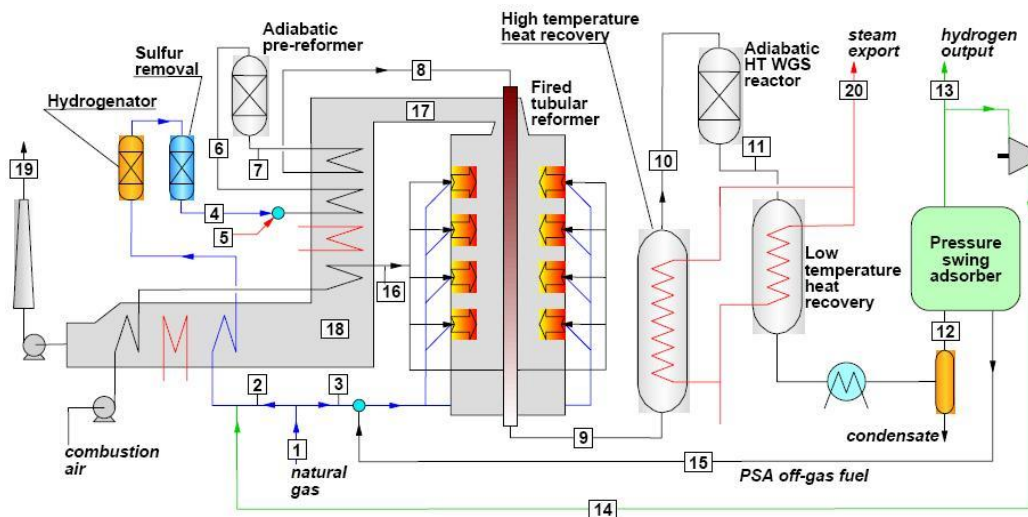 High temperature
heat recovery
Adiabatic
pre-reformer
Adiabatic
HT WGS
reactor
steam
export
hydrogen
output
Sulfur
removal
Hydrogenator
8
17
Fired
tubular
reformer
20
13
6
7
10
11
19
4
5
16
18
Low
temperature
heat
recovery
Pressure
swing
adsorber
12
2
3
1
9
combustion
air
natural
gas
condensate
15
PSA off-gas fuel
14